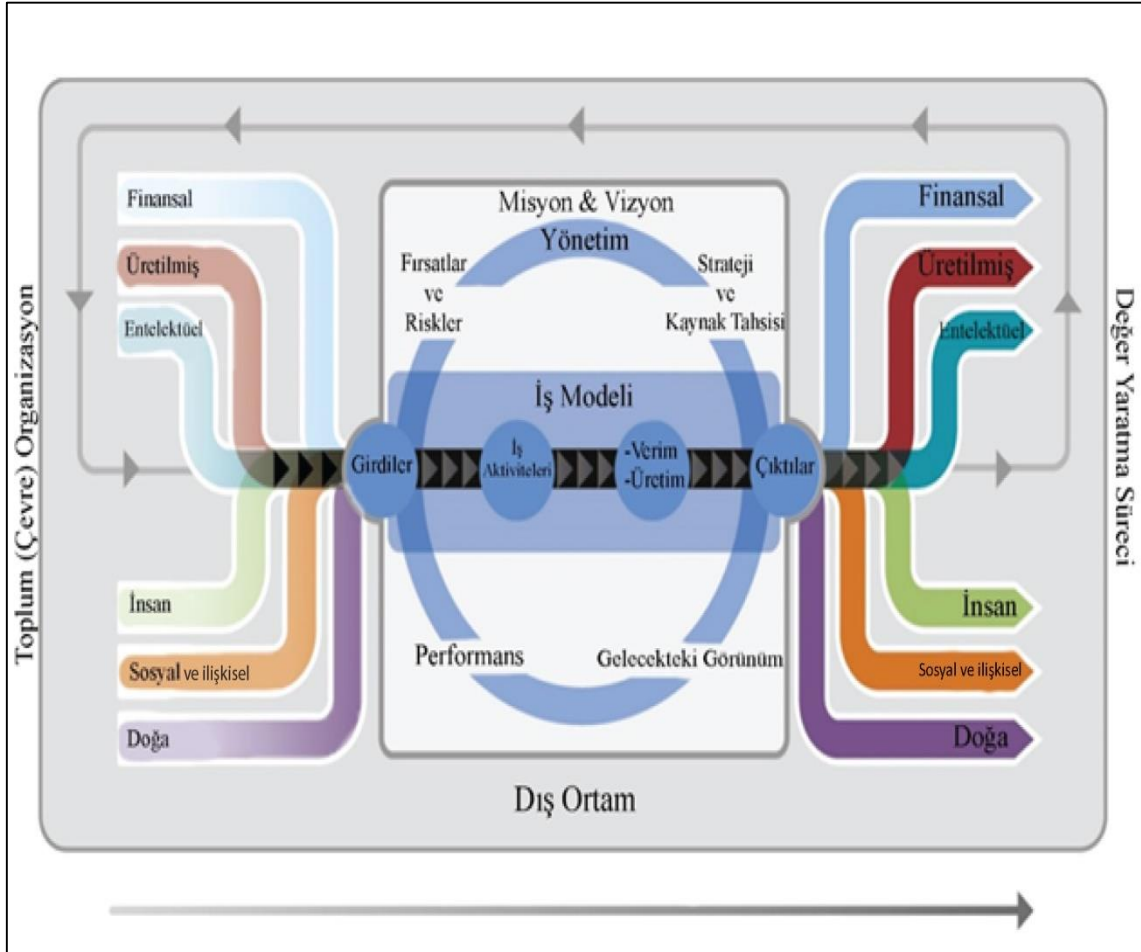 Toplum (Çevre) Organizasyon
Finansal
Üretilmiş
Entelektüel
İnsan
Sosyal ve ilişkisel
Doğa
Misyon & Vizyon
Yönetim
Fırsatlar
ve
Riskler
Strateji
ve
Kaynak Tahsisi
İş Modeli
Girdiler
İş
Aktiviteleri
-Verim
-Üretim
Çıktılar
Performans
Gelecekteki Görünüm
Finansal
Üretilmiş
Entelektüel
İnsan
Sosyal ve ilişkisel
Doğa
Değer Yaratma Süreci
Dış Ortam